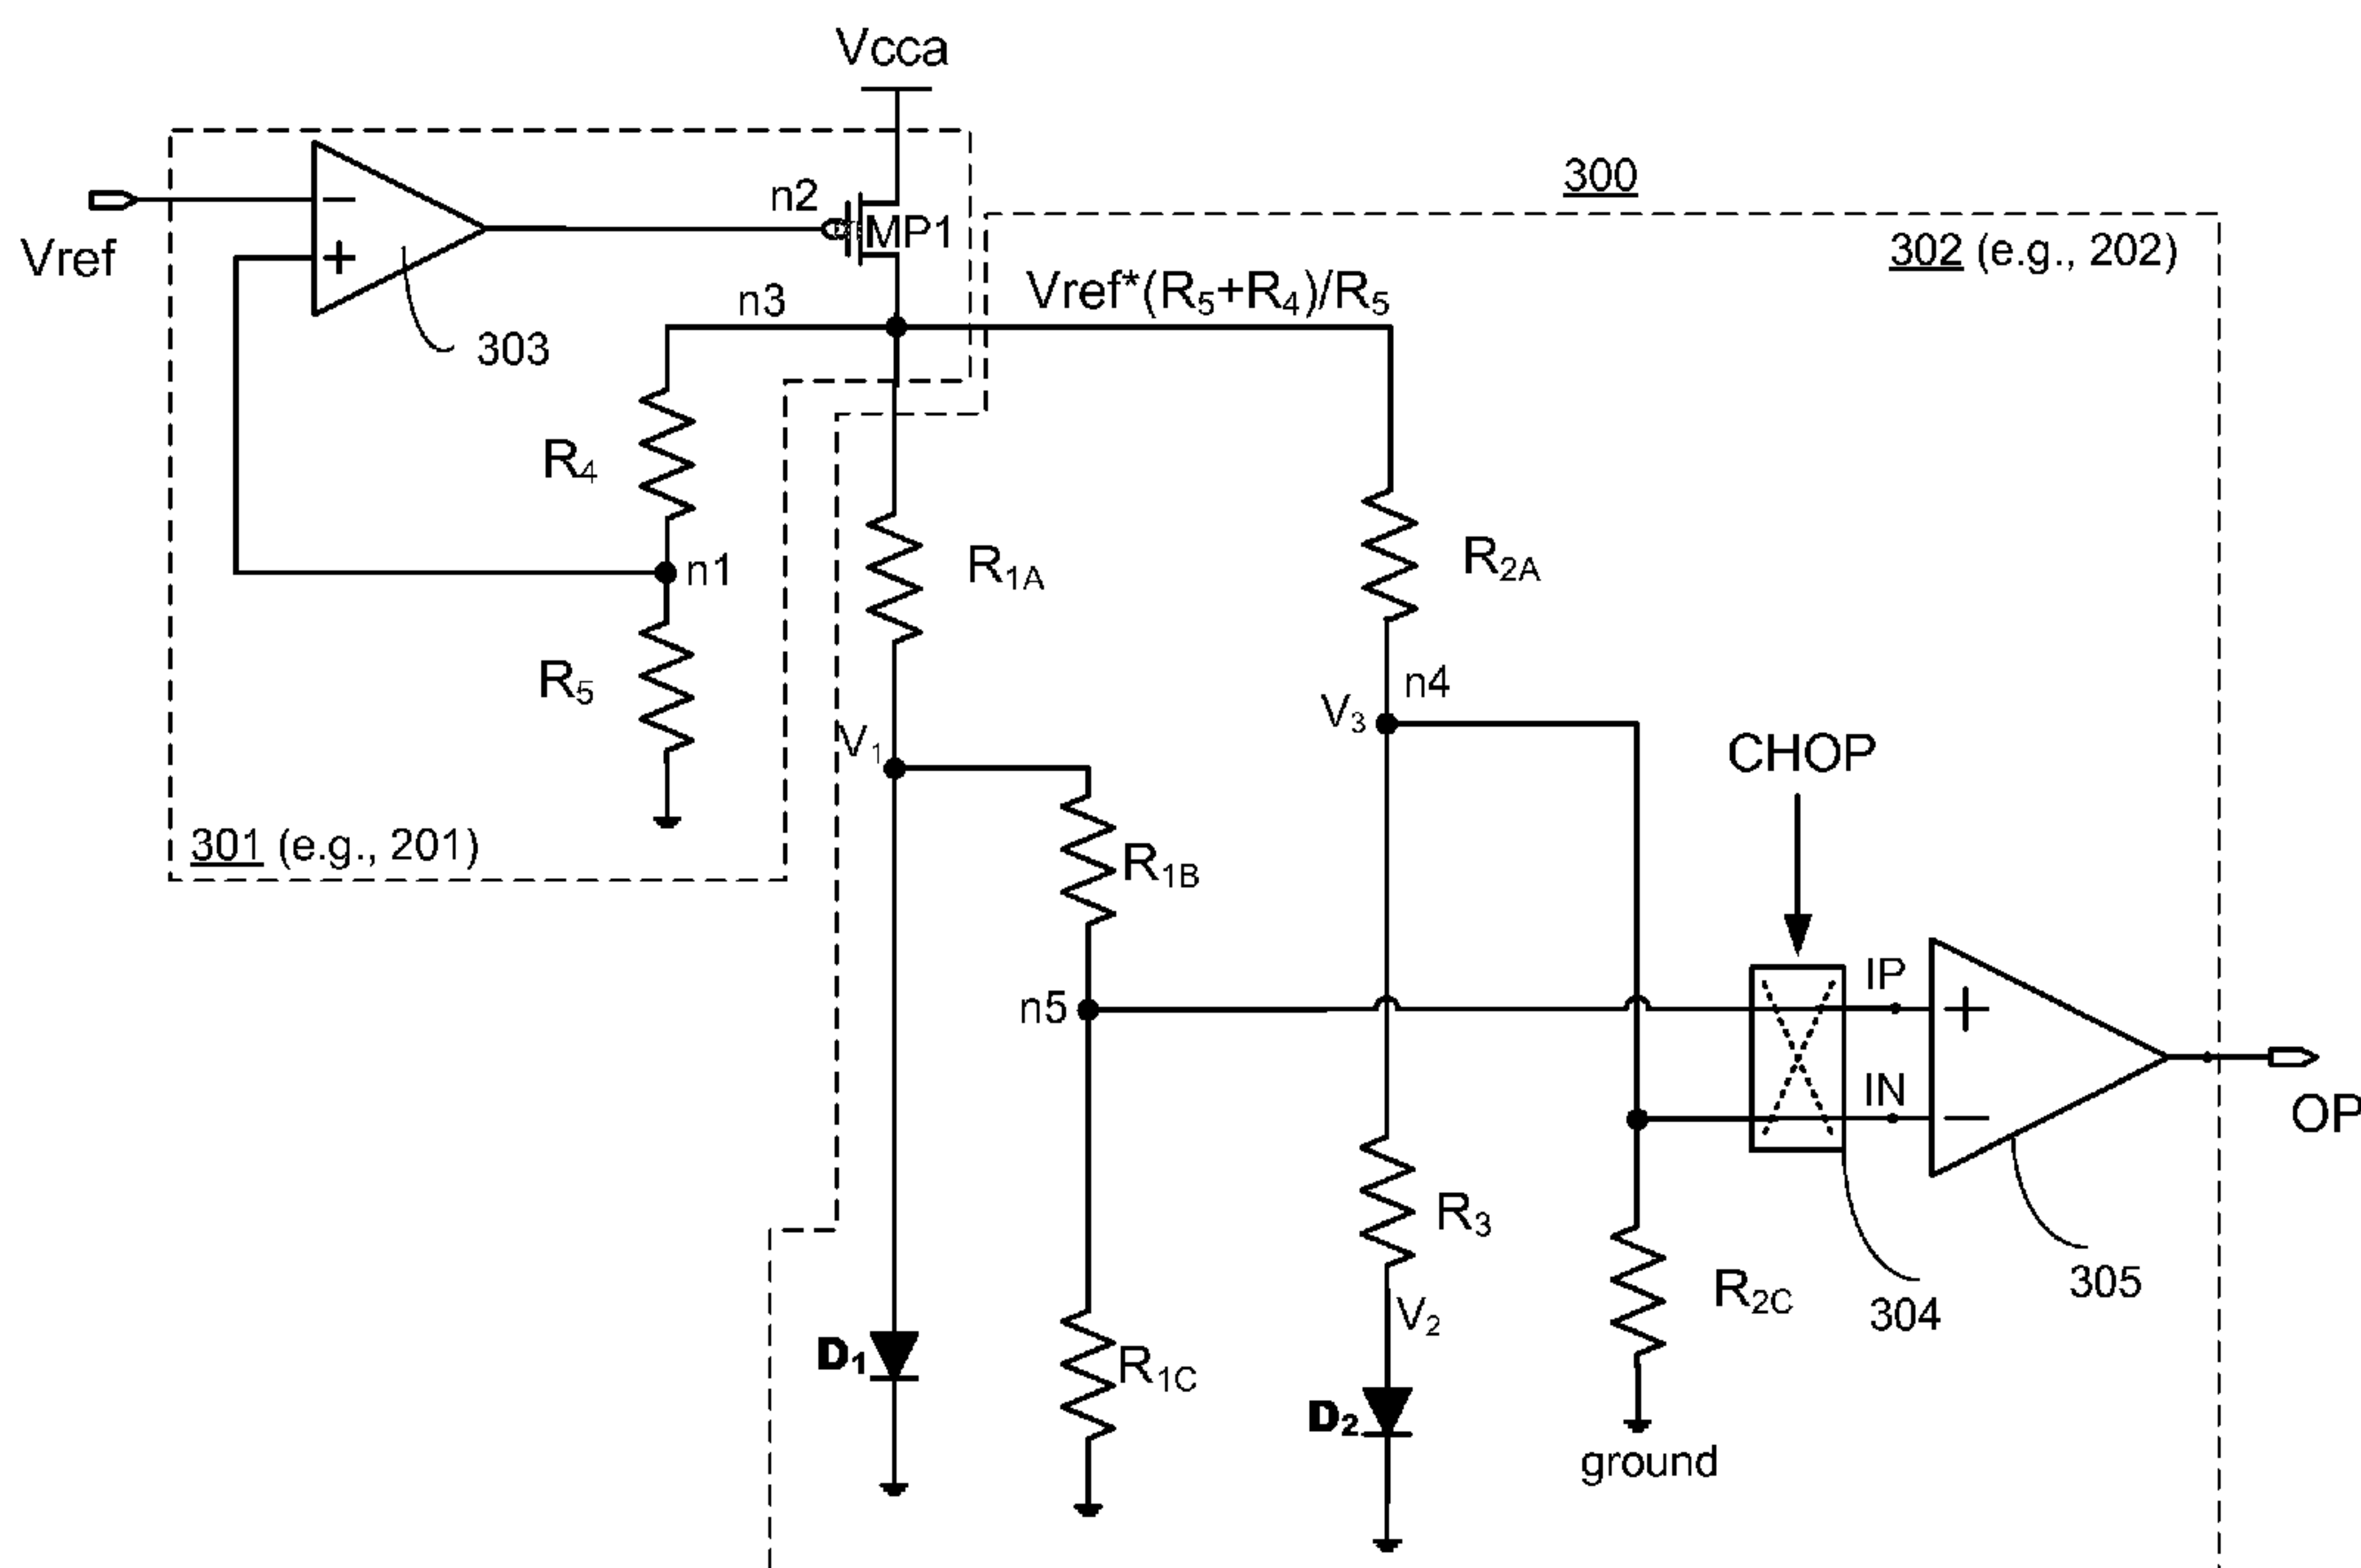 Vcca
300
n2
MP1
302 (e.g., 202)
Vref
−
+
n3
Vref*(R₅+R₄)/R₅
303
R₄
R₁A
R₂A
n1
R₅
n4
V₃
V₁
CHOP
301 (e.g., 201)
R₁B
IP
n5
+
IN
−
OP
R₃
R₂C
305
304
V₂
D₁
R₁C
D₂
ground